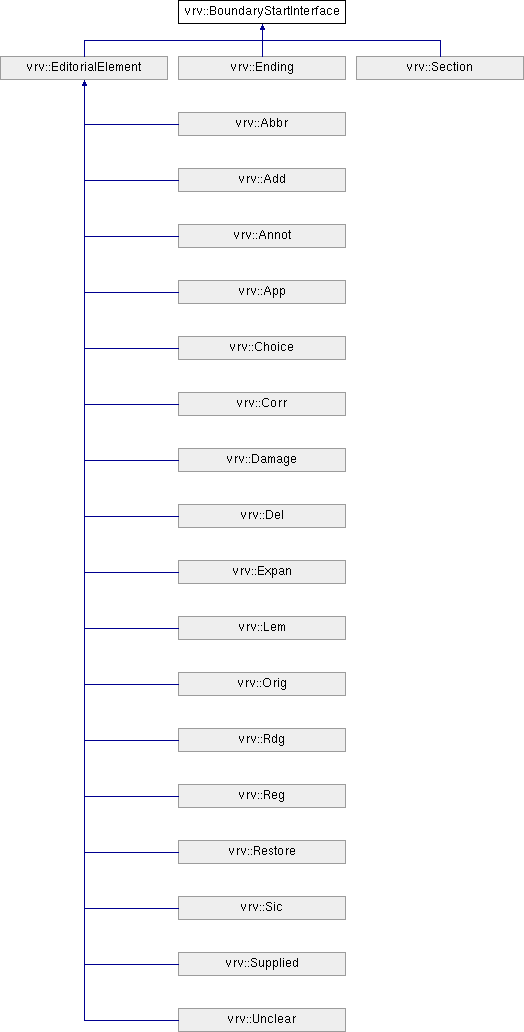 vrv::BoundaryStartInterface
vrv::EditorialElement
vrv::Ending
vrv::Section
vrv::Abbr
vrv::Add
vrv::Annot
vrv::App
vrv::Choice
vrv::Corr
vrv::Damage
vrv::Del
vrv::Expan
vrv::Lem
vrv::Orig
vrv::Rdg
vrv::Reg
vrv::Restore
vrv::Sic
vrv::Supplied
vrv::Unclear